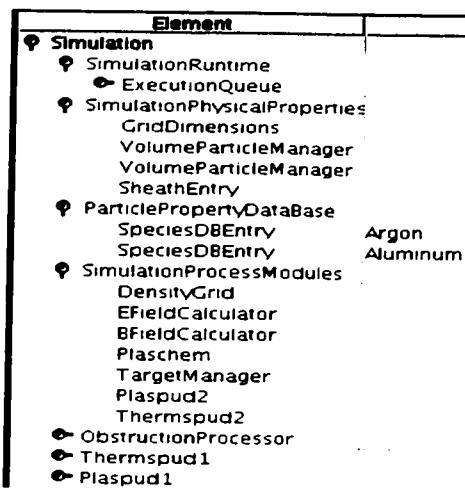 Element
Simulation
SimulationRuntime
ExecutionQueue
SimulationPhysicalProperties
GridDimensions
VolumeParticleManager
VolumeParticleManager
SheathEntry
ParticlePropertyDataBase
SpeciesDBEntry Argon
SpeciesDBEntry Aluminum
SimulationProcessModules
DensityGrid
EFieldCalculator
BFieldCalculator
Plaschem
TargetManager
Plaspud2
Thermspud2
ObstructionProcessor
Thermspud1
Plaspud1